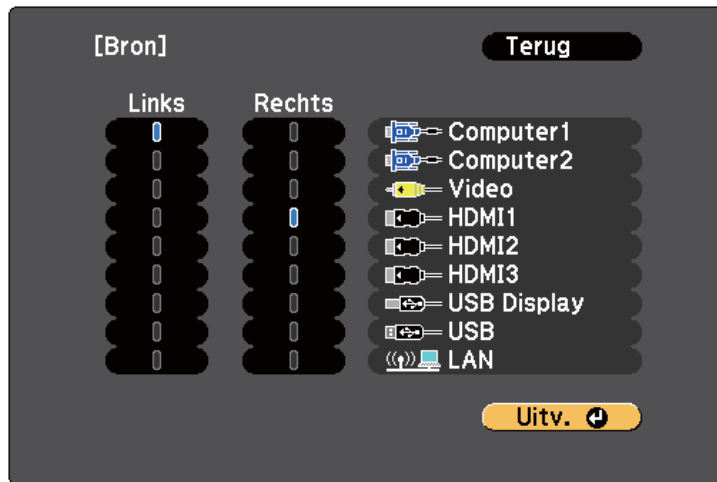 [Bron] Terug
Links Rechts
Computer1
Computer2
Video
HDMI1
HDMI2
HDMI3
USB Display
USB
LAN
Uitv.